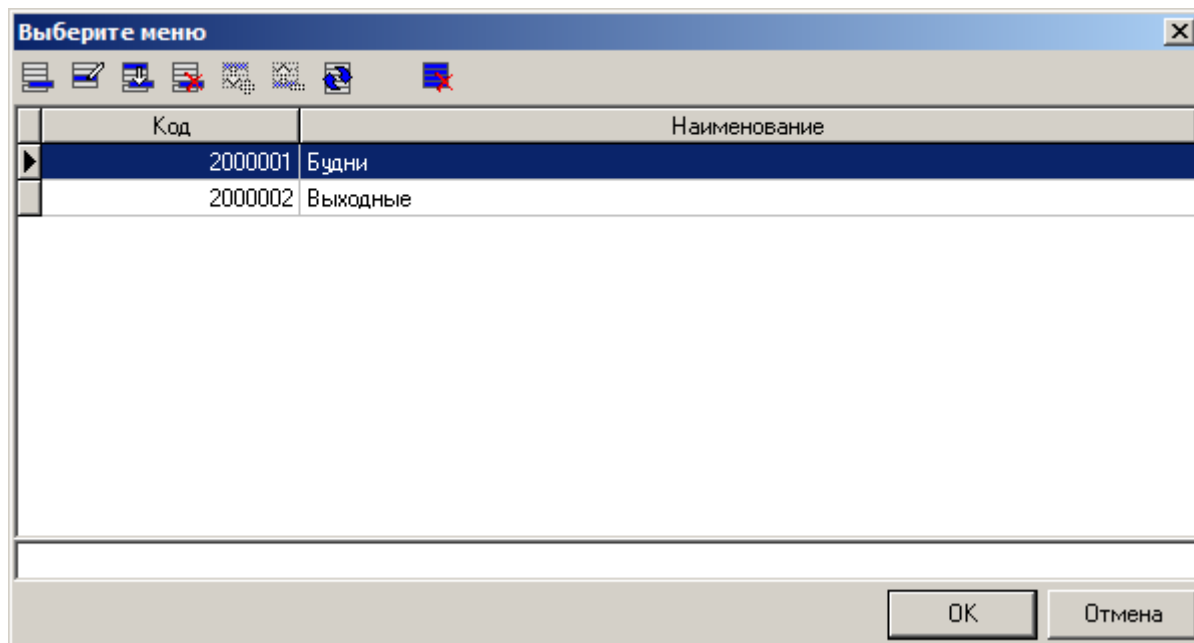 Выберите меню
Код Наименование
2000001 Будни
2000002 Выходные
OK Отмена